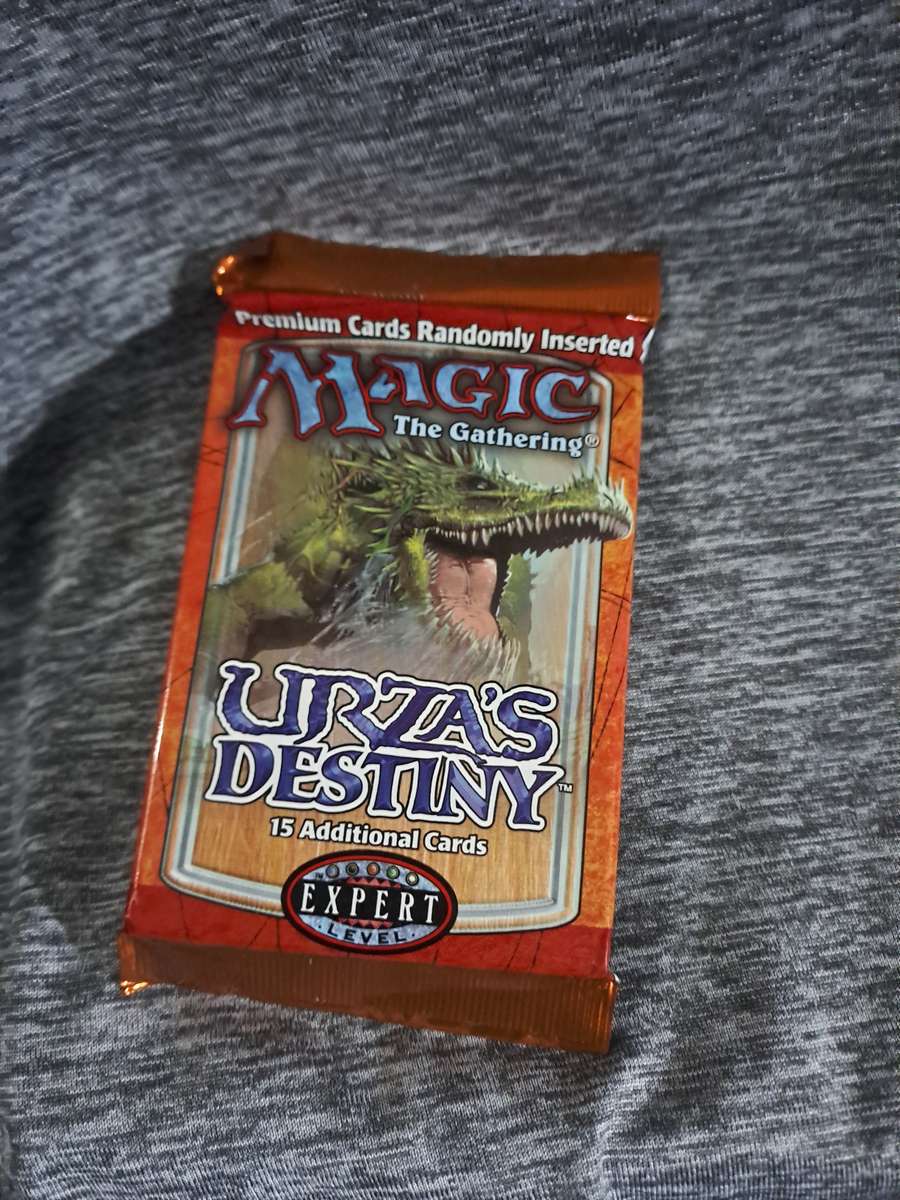 Premium Cards Randomly Inserted
MAGIC
The Gathering®
URZA'S
DESTINY™
15 Additional Cards
EXPERT
LEVEL